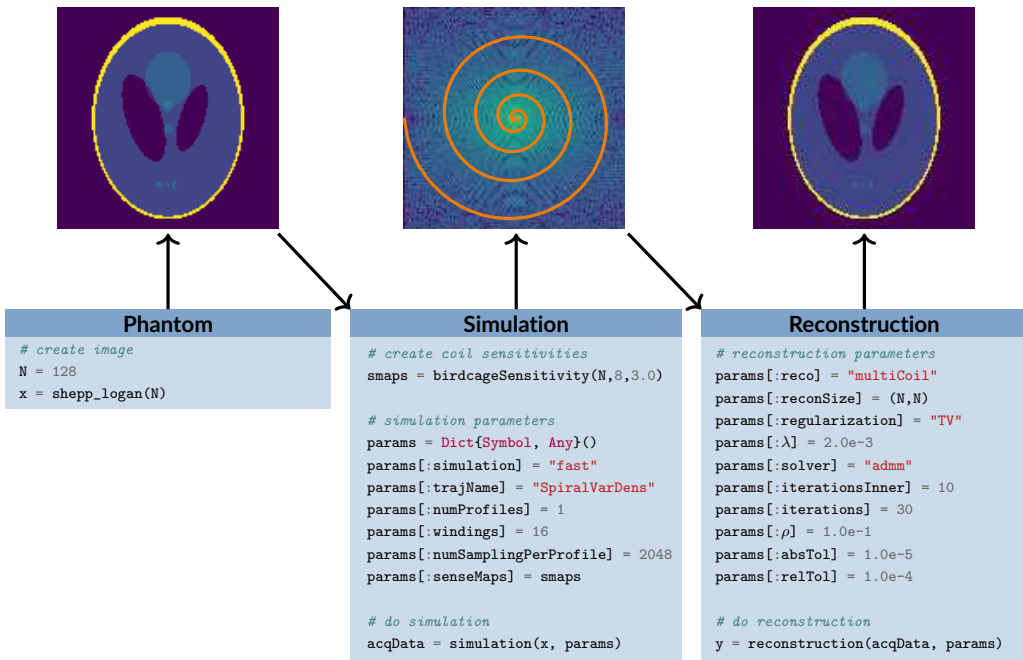 Phantom
# create image
N = 128
x = shepp_logan(N)
Simulation
# create coil sensitivities
smaps = birdcageSensitivity(N,8,3.0)
# simulation parameters
params = Dict{Symbol, Any}()
params[:simulation] = "fast"
params[:trajName] = "SpiralVarDens"
params[:numProfiles] = 1
params[:windings] = 16
params[:numSamplingPerProfile] = 2048
params[:senseMaps] = smaps
# do simulation
acqData = simulation(x, params)
Reconstruction
# reconstruction parameters
params[:reco] = "multiCoil"
params[:reconSize] = (N,N)
params[:regularization] = "TV"
params[:λ] = 2.0e-3
params[:solver] = "admm"
params[:iterationsInner] = 10
params[:iterations] = 30
params[:ρ] = 1.0e-1
params[:absTol] = 1.0e-5
params[:relTol] = 1.0e-4
# do reconstruction
y = reconstruction(acqData, params)